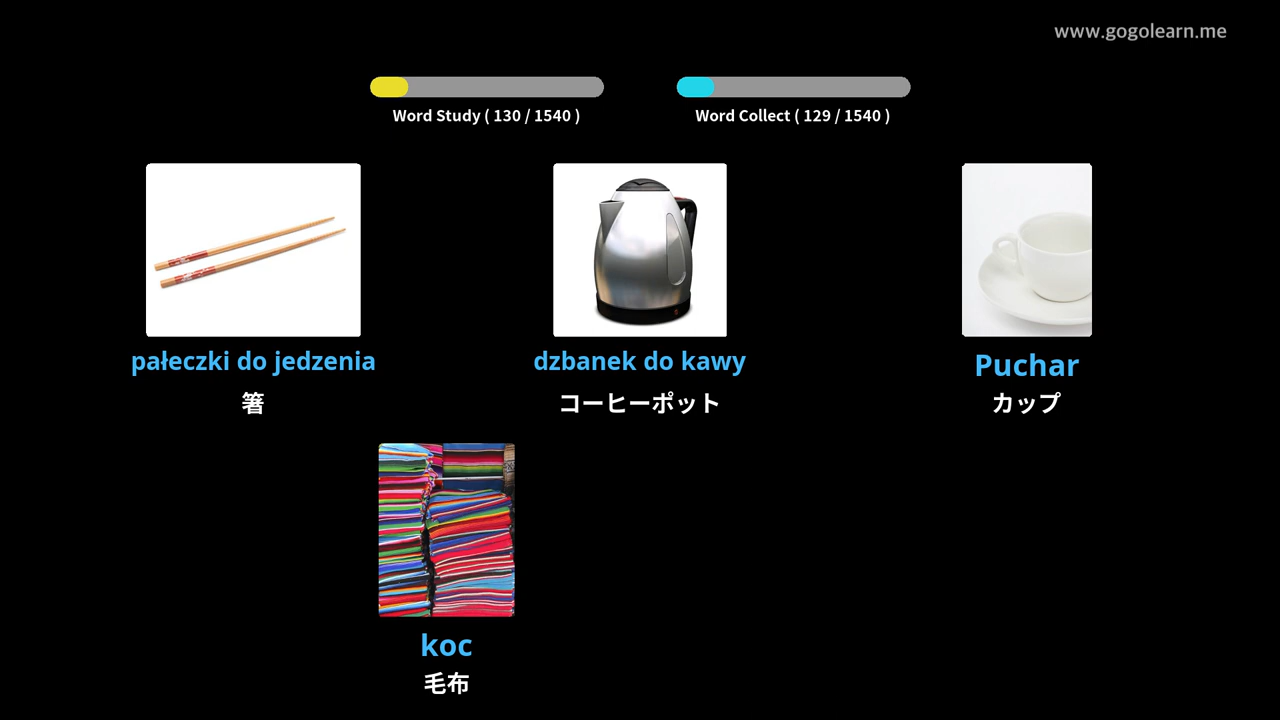 www.gogolearn.me
Word Study ( 130 / 1540 )
Word Collect ( 129 / 1540 )
pałeczki do jedzenia
箸
dzbanek do kawy
コーヒーポット
Puchar
カップ
koc
毛布